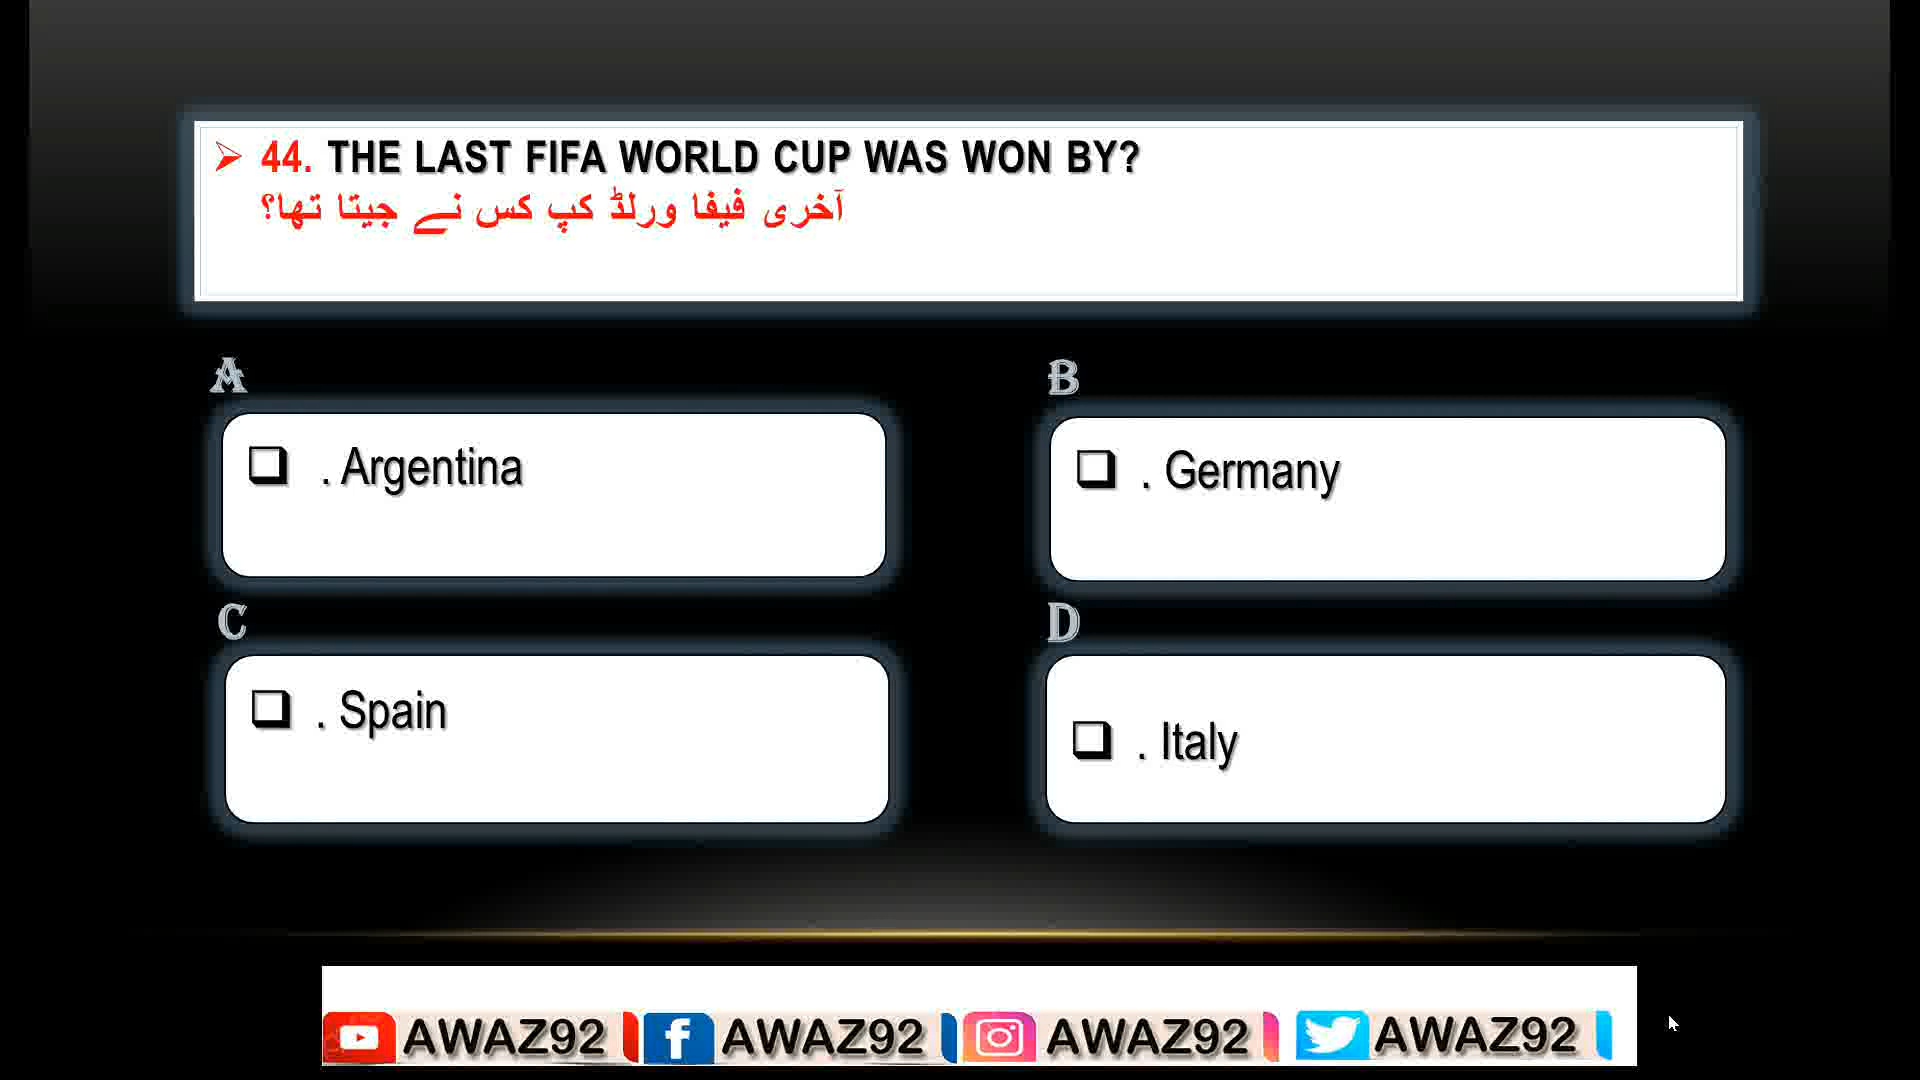 44. THE LAST FIFA WORLD CUP WAS WON BY?
آخری فیفا ورلڈ کپ کس نے جیتا تھا؟
A
. Argentina
B
. Germany
C
. Spain
D
. Italy
AWAZ92 AWAZ92 AWAZ92 AWAZ92